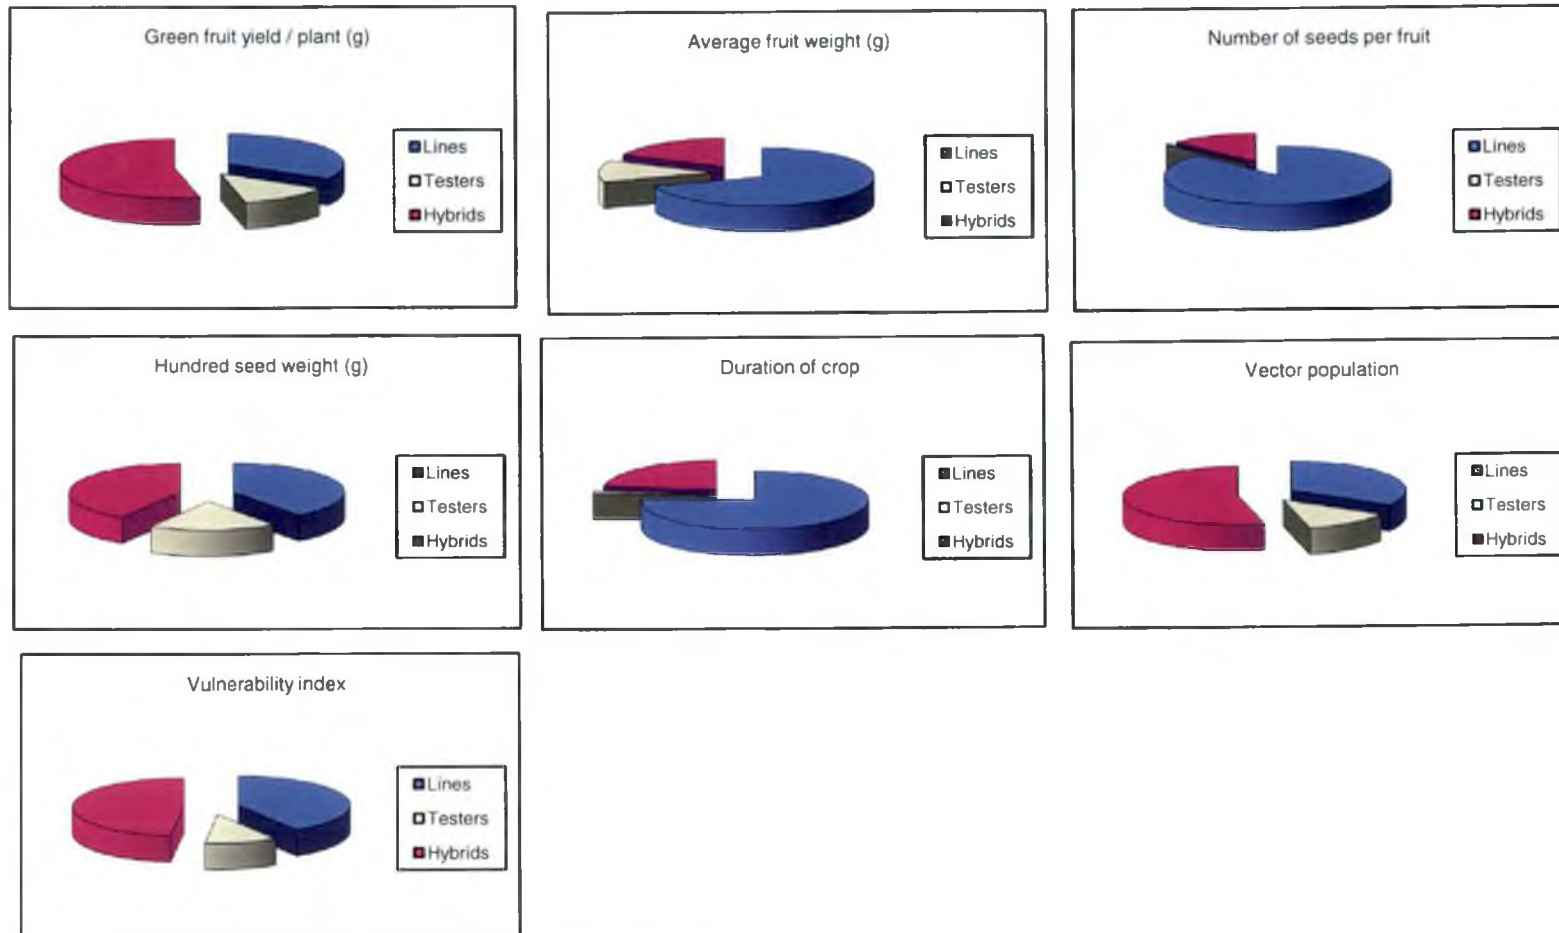 Green fruit yield / plant (g)
Lines
Testers
Hybrids
Average fruit weight (g)
Lines
Testers
Hybrids
Number of seeds per fruit
Lines
Testers
Hybrids
Hundred seed weight (g)
Lines
Testers
Hybrids
Duration of crop
Lines
Testers
Hybrids
Vector population
Lines
Testers
Hybrids
Vulnerability index
Lines
Testers
Hybrids